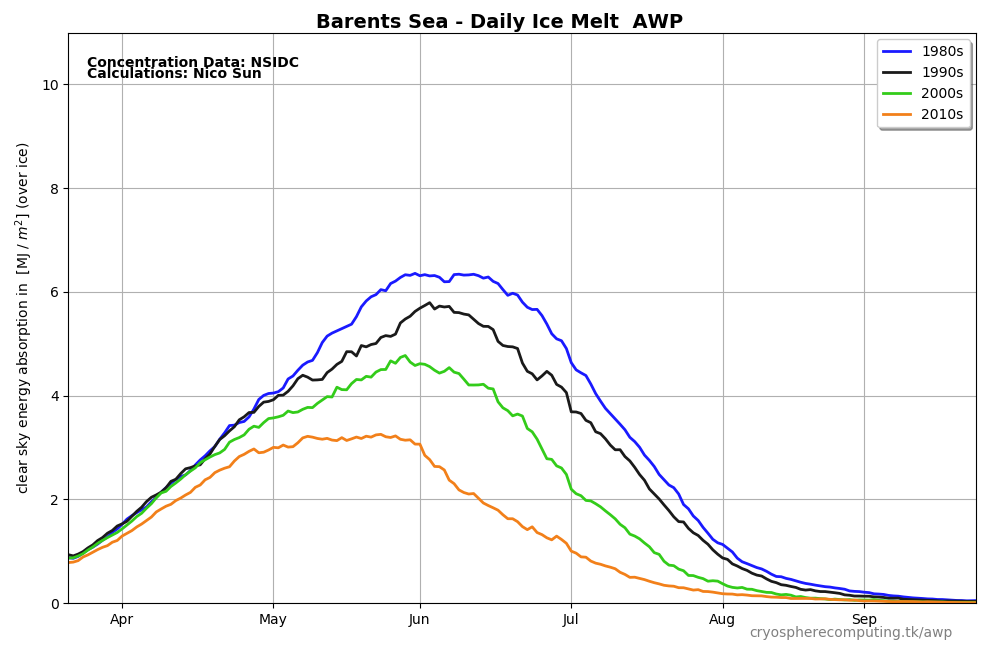 Barents Sea - Daily Ice Melt  AWP
Concentration Data: NSIDC
Calculations: Nico Sun
1980s
1990s
2000s
2010s
clear sky energy absorption in  [MJ / m²] (over ice)
10
8
6
4
2
0
Apr May Jun Jul Aug Sep
cryospherecomputing.tk/awp